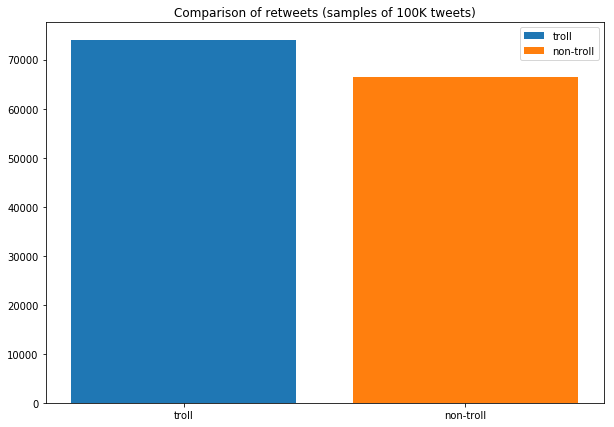 Comparison of retweets (samples of 100K tweets)
troll
non-troll
70000
60000
50000
40000
30000
20000
10000
0
troll non-troll